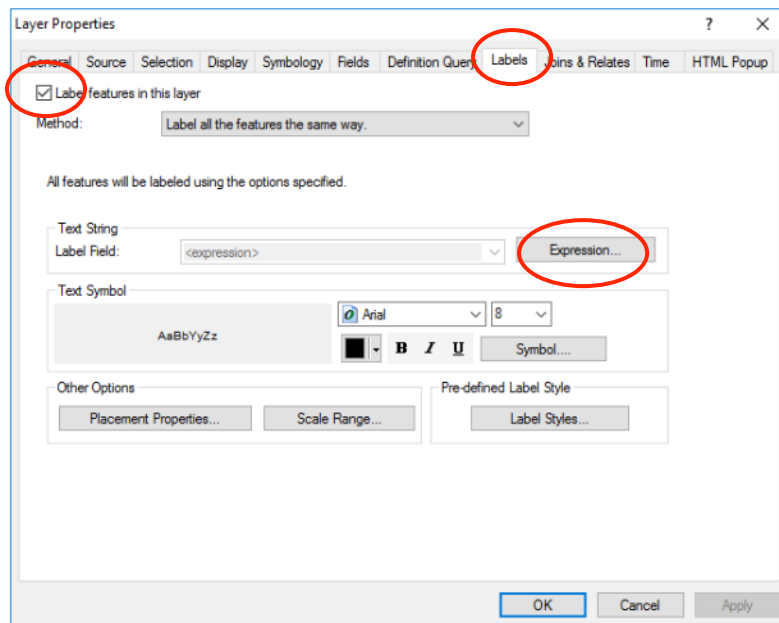 Layer Properties ?
General Source Selection Display Symbology Fields Definition Query Labels Joins & Relates Time HTML Popup
Label features in this layer
Method: Label all the features the same way.
All features will be labeled using the options specified.
Text String
Label Field: <expression> Expression...
Text Symbol
AaBbYyZz
Arial 8
B I U Symbol....
Other Options Pre-defined Label Style
Placement Properties... Scale Range... Label Styles...
OK Cancel Apply